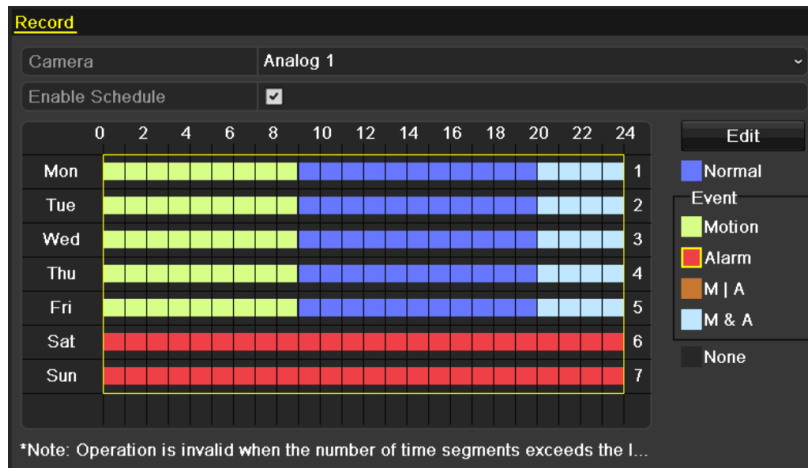 Record
Camera Analog 1
Enable Schedule
0 2 4 6 8 10 12 14 16 18 20 22 24
Edit
Mon 1
Normal
Tue 2
Event
Motion
Wed 3
Alarm
Thu 4
M | A
Fri 5
M & A
Sat 6
None
Sun 7
*Note: Operation is invalid when the number of time segments exceeds the l...